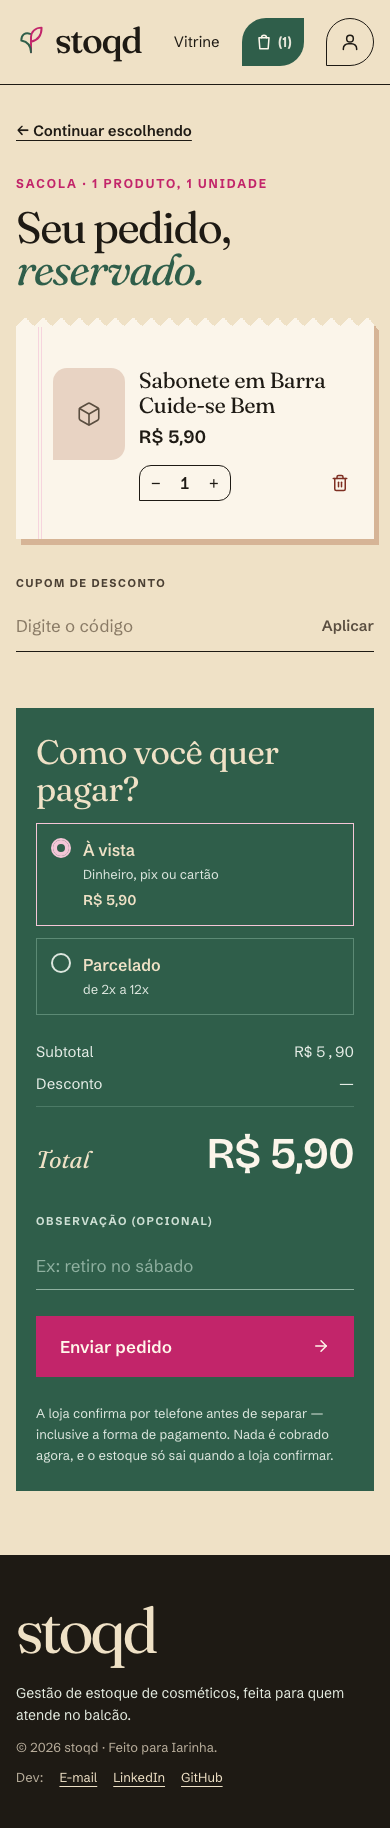 stoqd
Vitrine
(1)
← Continuar escolhendo
SACOLA · 1 PRODUTO, 1 UNIDADE
Seu pedido,
reservado.
Sabonete em Barra
Cuide-se Bem
R$ 5,90
− 1 +
CUPOM DE DESCONTO
Digite o código
Aplicar
Como você quer
pagar?
À vista
Dinheiro, pix ou cartão
R$ 5,90
Parcelado
de 2x a 12x
Subtotal R$ 5,90
Desconto —
Total R$ 5,90
OBSERVAÇÃO (OPCIONAL)
Ex: retiro no sábado
Enviar pedido →
A loja confirma por telefone antes de separar —
inclusive a forma de pagamento. Nada é cobrado
agora, e o estoque só sai quando a loja confirmar.
stoqd
Gestão de estoque de cosméticos, feita para quem
atende no balcão.
© 2026 stoqd · Feito para Iarinha.
Dev: E-mail LinkedIn GitHub